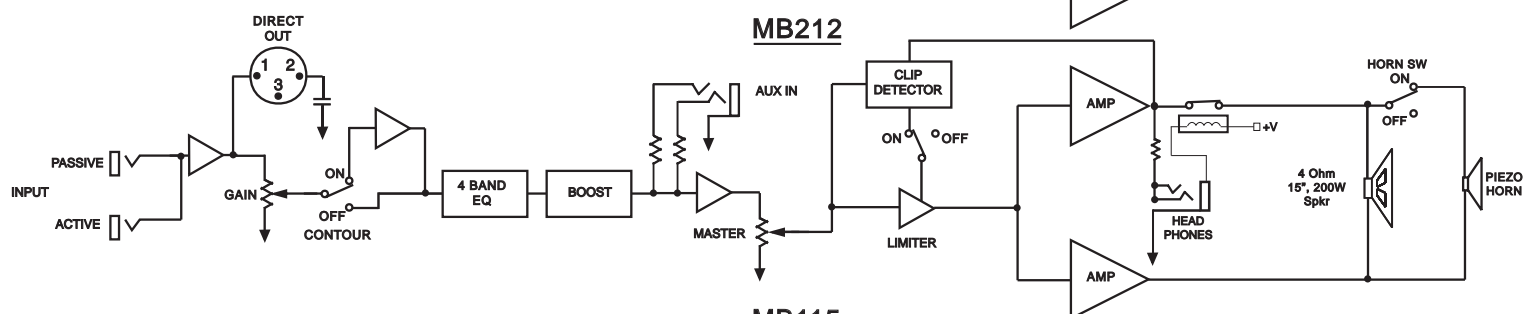 MB212
DIRECT
OUT
1 2
3
PASSIVE
INPUT
ACTIVE
GAIN
ON
OFF
CONTOUR
4 BAND
EQ
BOOST
AUX IN
MASTER
CLIP
DETECTOR
ON
OFF
LIMITER
AMP
AMP
+V
HEAD
PHONES
4 Ohm
15", 200W
Spkr
HORN SW
ON
OFF
PIEZO
HORN
MB115